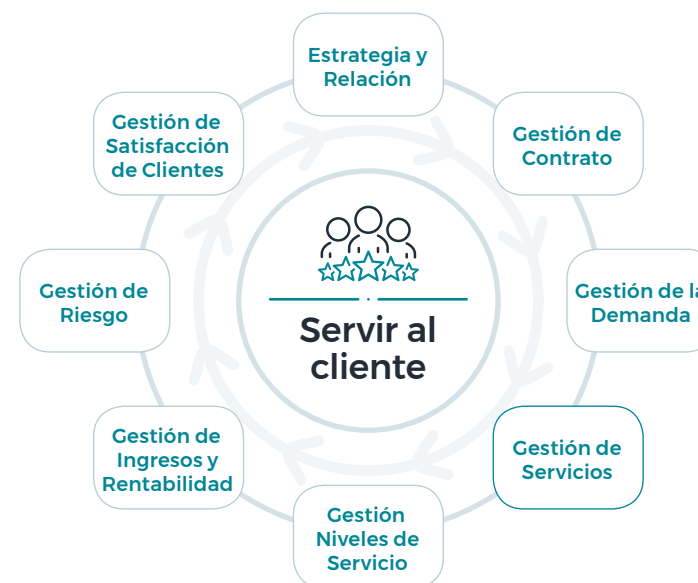 Estrategia y
Relación
Gestión de
Contrato
Gestión de la
Demanda
Gestión de
Servicios
Gestión
Niveles de
Servicio
Gestión de
Ingresos y
Rentabilidad
Gestión de
Riesgo
Gestión de
Satisfacción
de Clientes
Servir al
cliente